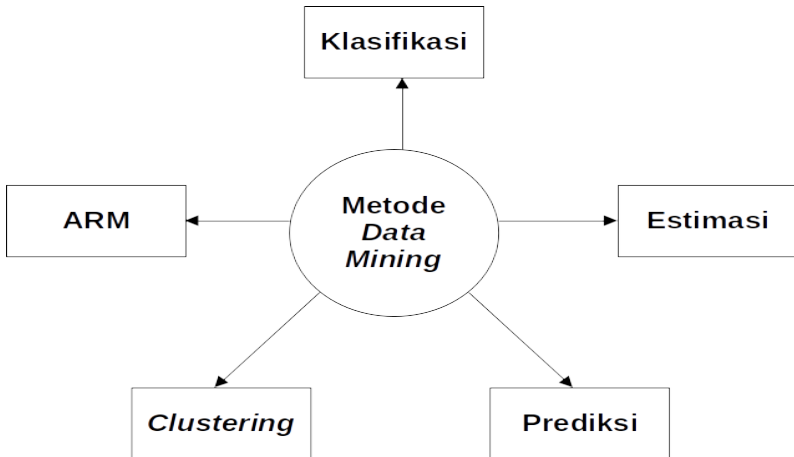 Klasifikasi
ARM
Metode
Data
Mining
Estimasi
Clustering
Prediksi